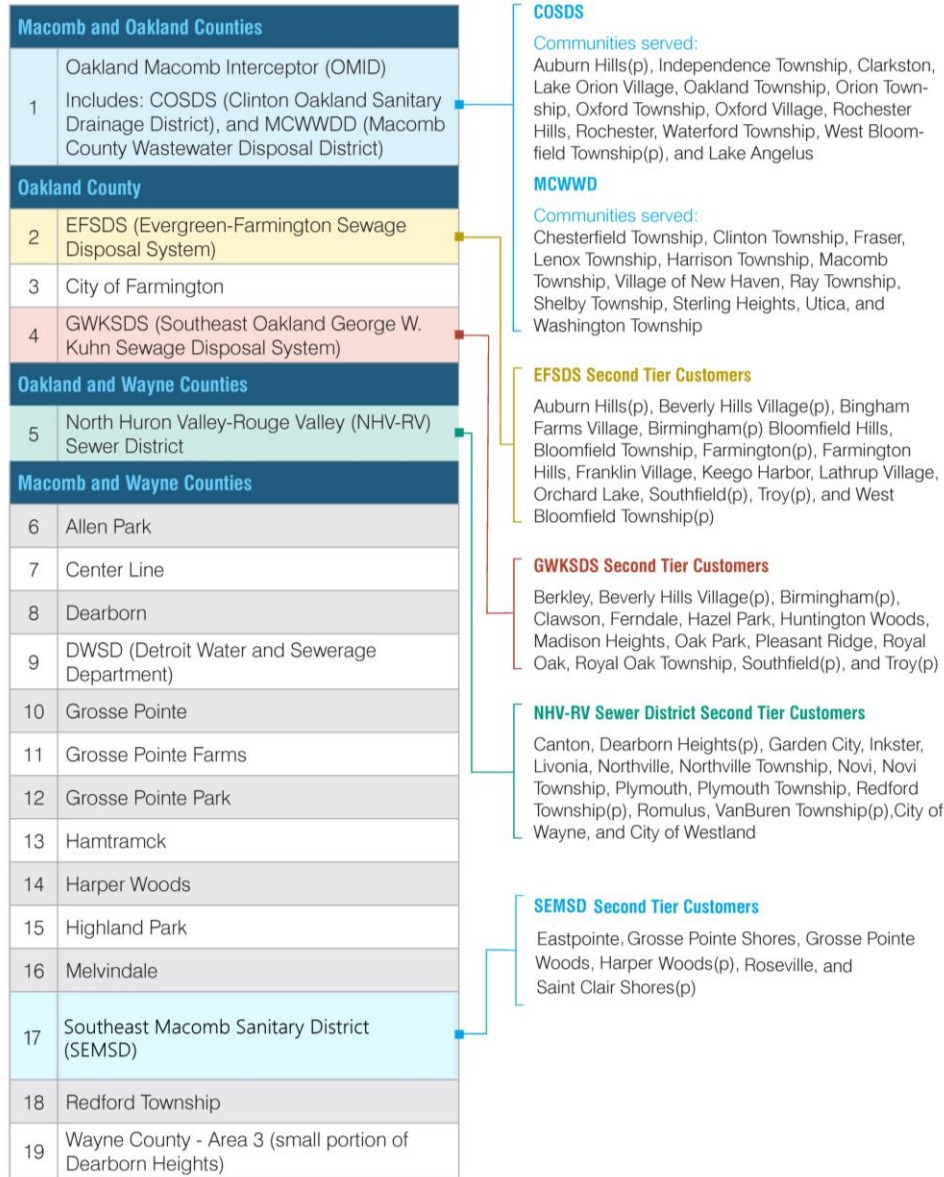 Macomb and Oakland Counties
1
Oakland Macomb Interceptor (OMID)
Includes: COSDS (Clinton Oakland Sanitary
Drainage District), and MCWWDD (Macomb
County Wastewater Disposal District)
Oakland County
2
EFSDS (Evergreen-Farmington Sewage
Disposal System)
3
City of Farmington
4
GWKSDS (Southeast Oakland George W.
Kuhn Sewage Disposal System)
Oakland and Wayne Counties
5
North Huron Valley-Rouge Valley (NHV-RV)
Sewer District
Macomb and Wayne Counties
6
Allen Park
7
Center Line
8
Dearborn
9
DWSD (Detroit Water and Sewerage
Department)
10
Grosse Pointe
11
Grosse Pointe Farms
12
Grosse Pointe Park
13
Hamtramck
14
Harper Woods
15
Highland Park
16
Melvindale
17
Southeast Macomb Sanitary District
(SEMSD)
18
Redford Township
19
Wayne County - Area 3 (small portion of
Dearborn Heights)
COSDS
Communities served:
Auburn Hills(p), Independence Township, Clarkston,
Lake Orion Village, Oakland Township, Orion Town-
ship, Oxford Township, Oxford Village, Rochester
Hills, Rochester, Waterford Township, West Bloom-
field Township(p), and Lake Angelus
MCWWD
Communities served:
Chesterfield Township, Clinton Township, Fraser,
Lenox Township, Harrison Township, Macomb
Township, Village of New Haven, Ray Township,
Shelby Township, Sterling Heights, Utica, and
Washington Township
EFSDS Second Tier Customers
Auburn Hills(p), Beverly Hills Village(p), Bingham
Farms Village, Birmingham(p) Bloomfield Hills,
Bloomfield Township, Farmington(p), Farmington
Hills, Franklin Village, Keego Harbor, Lathrup Village,
Orchard Lake, Southfield(p), Troy(p), and West
Bloomfield Township(p)
GWKSDS Second Tier Customers
Berkley, Beverly Hills Village(p), Birmingham(p),
Clawson, Ferndale, Hazel Park, Huntington Woods,
Madison Heights, Oak Park, Pleasant Ridge, Royal
Oak, Royal Oak Township, Southfield(p), and Troy(p)
NHV-RV Sewer District Second Tier Customers
Canton, Dearborn Heights(p), Garden City, Inkster,
Livonia, Northville, Northville Township, Novi, Novi
Township, Plymouth, Plymouth Township, Redford
Township(p), Romulus, VanBuren Township(p),City of
Wayne, and City of Westland
SEMSD Second Tier Customers
Eastpointe, Grosse Pointe Shores, Grosse Pointe
Woods, Harper Woods(p), Roseville, and
Saint Clair Shores(p)